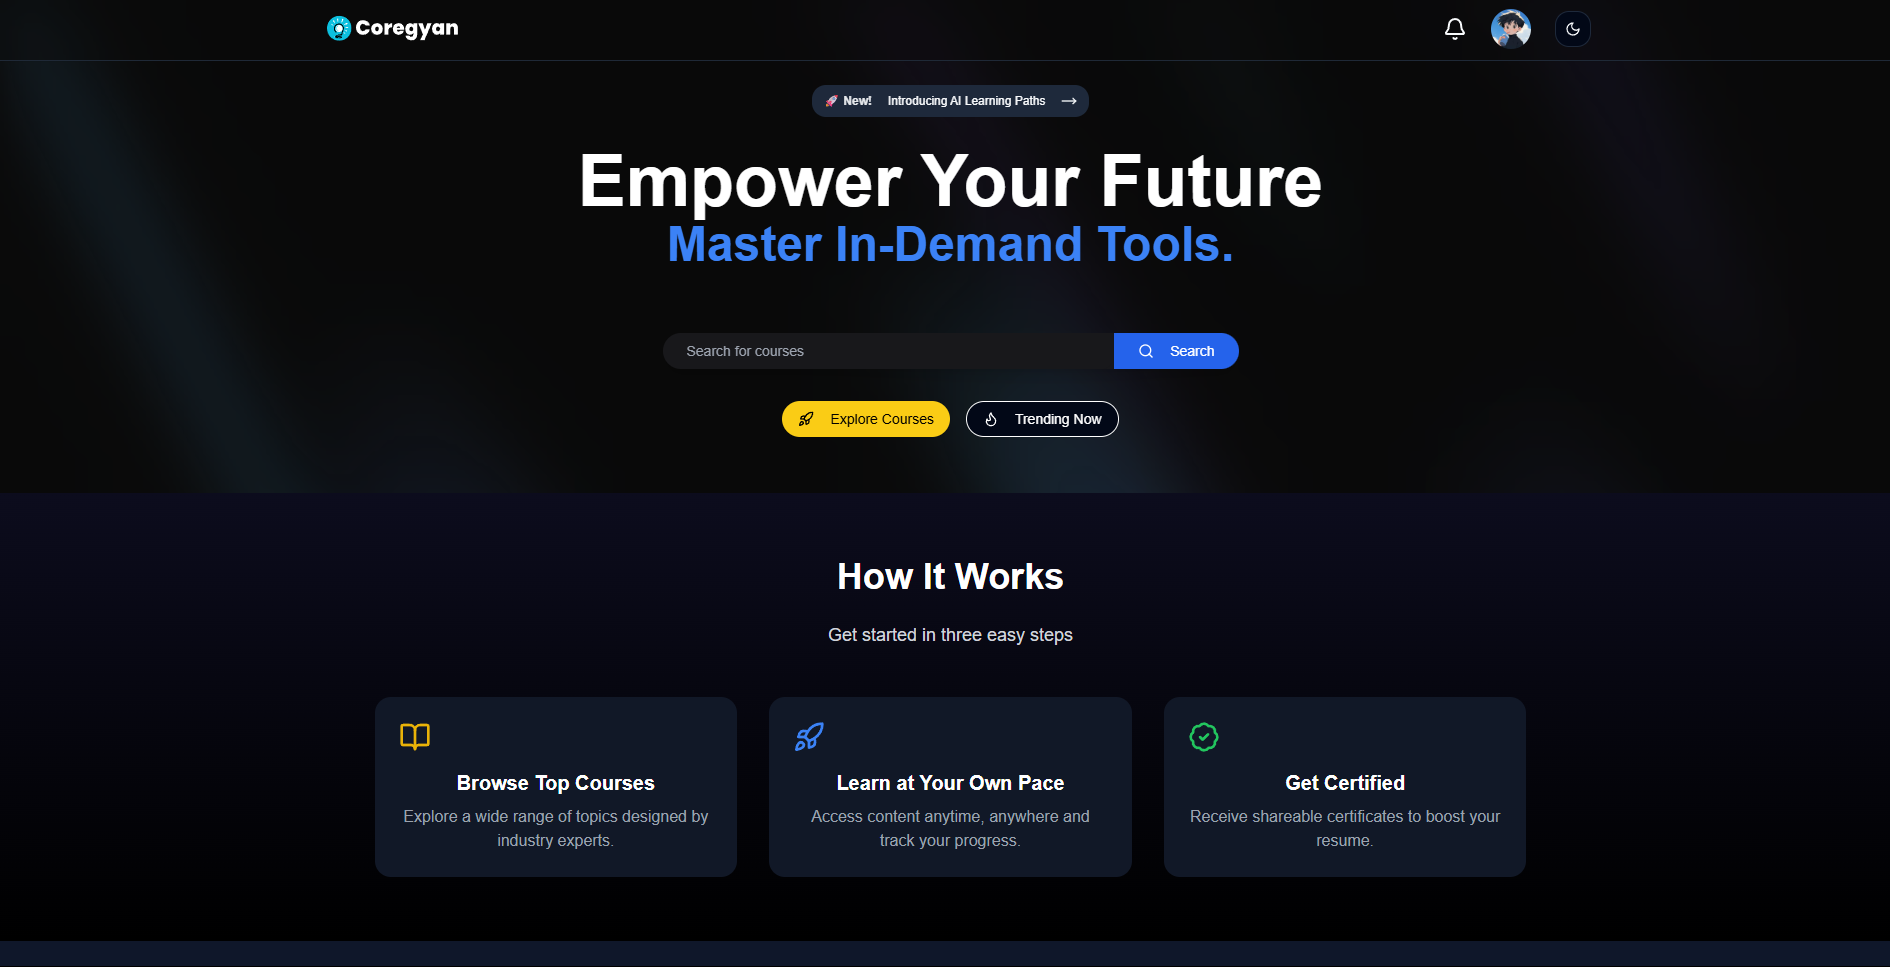 Coregyan
🚀 New! Introducing AI Learning Paths →
Empower Your Future
Master In-Demand Tools.
Search for courses
Search
Explore Courses
Trending Now
How It Works
Get started in three easy steps
Browse Top Courses
Explore a wide range of topics designed by
industry experts.
Learn at Your Own Pace
Access content anytime, anywhere and
track your progress.
Get Certified
Receive shareable certificates to boost your
resume.